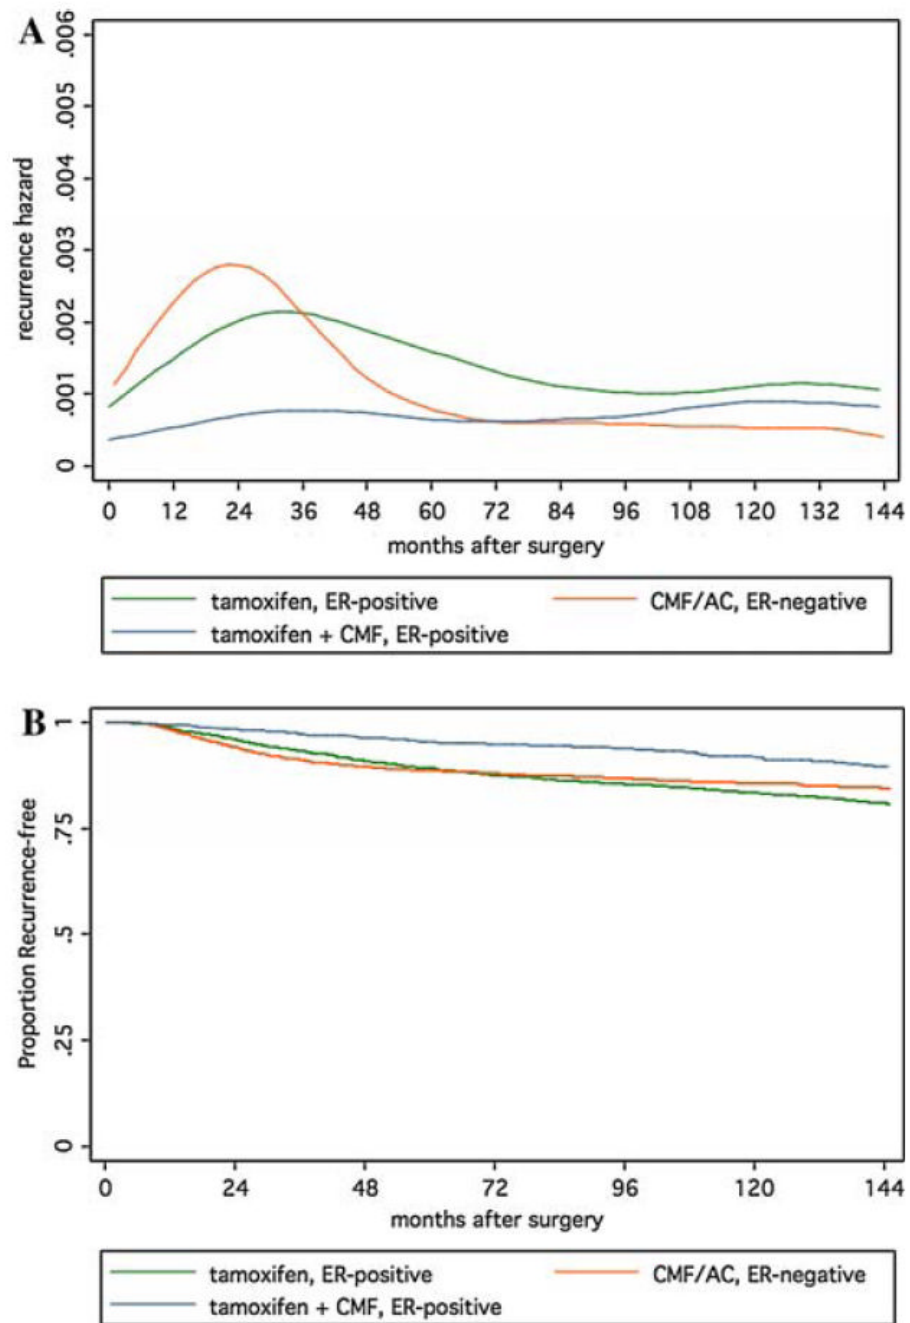 A
.006
.005
.004
.003
.002
.001
0
recurrence hazard
0 12 24 36 48 60 72 84 96 108 120 132 144
months after surgery
tamoxifen, ER-positive CMF/AC, ER-negative
tamoxifen + CMF, ER-positive
B
1
.75
.5
.25
0
Proportion Recurrence-free
0 24 48 72 96 120 144
months after surgery
tamoxifen, ER-positive CMF/AC, ER-negative
tamoxifen + CMF, ER-positive